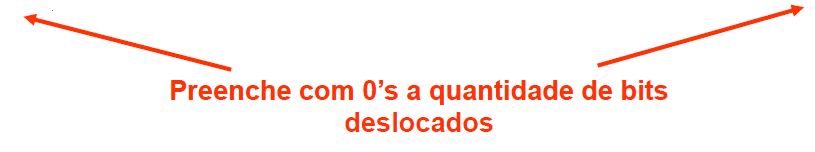 Preenche com 0’s a quantidade de bits
deslocados